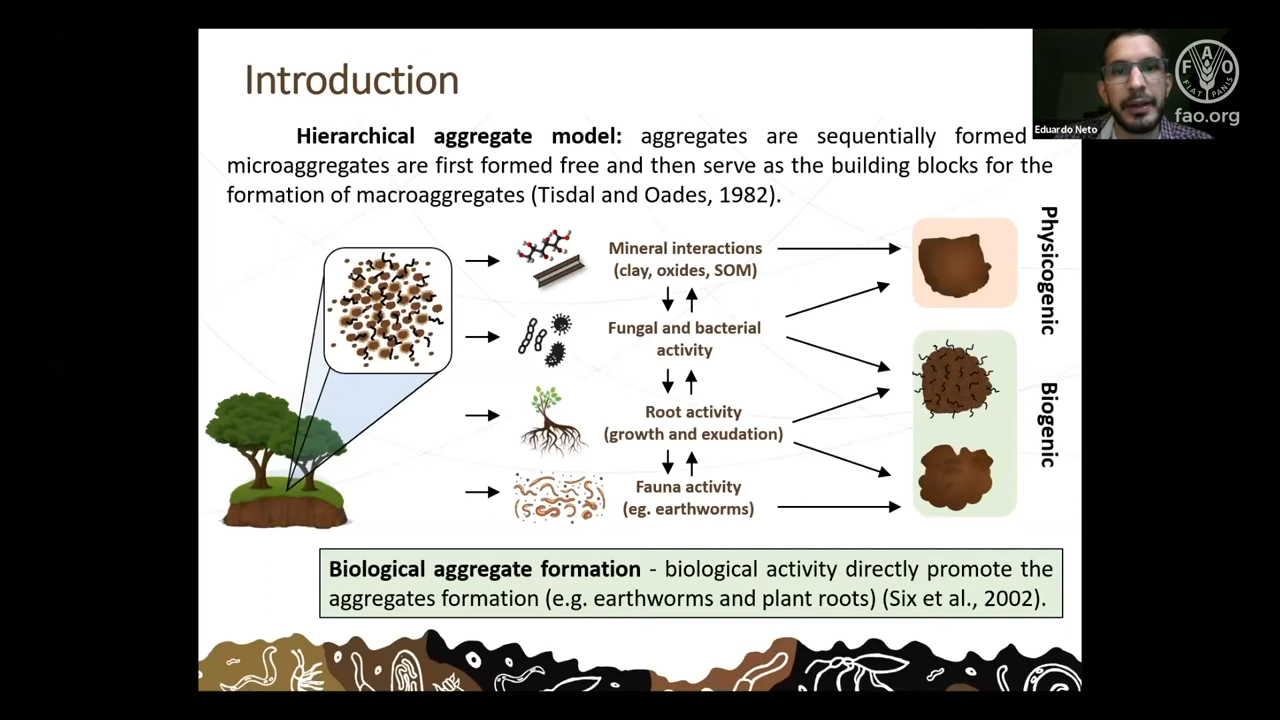 Introduction
Hierarchical aggregate model: aggregates are sequentially formed
microaggregates are first formed free and then serve as the building blocks for the
formation of macroaggregates (Tisdal and Oades, 1982).
Mineral interactions
(clay, oxides, SOM)
Fungal and bacterial
activity
Root activity
(growth and exudation)
Fauna activity
(eg. earthworms)
Physicogenic
Biogenic
Biological aggregate formation - biological activity directly promote the
aggregates formation (e.g. earthworms and plant roots) (Six et al., 2002).
Eduardo Neto
F A O
FIAT PANIS
fao.org